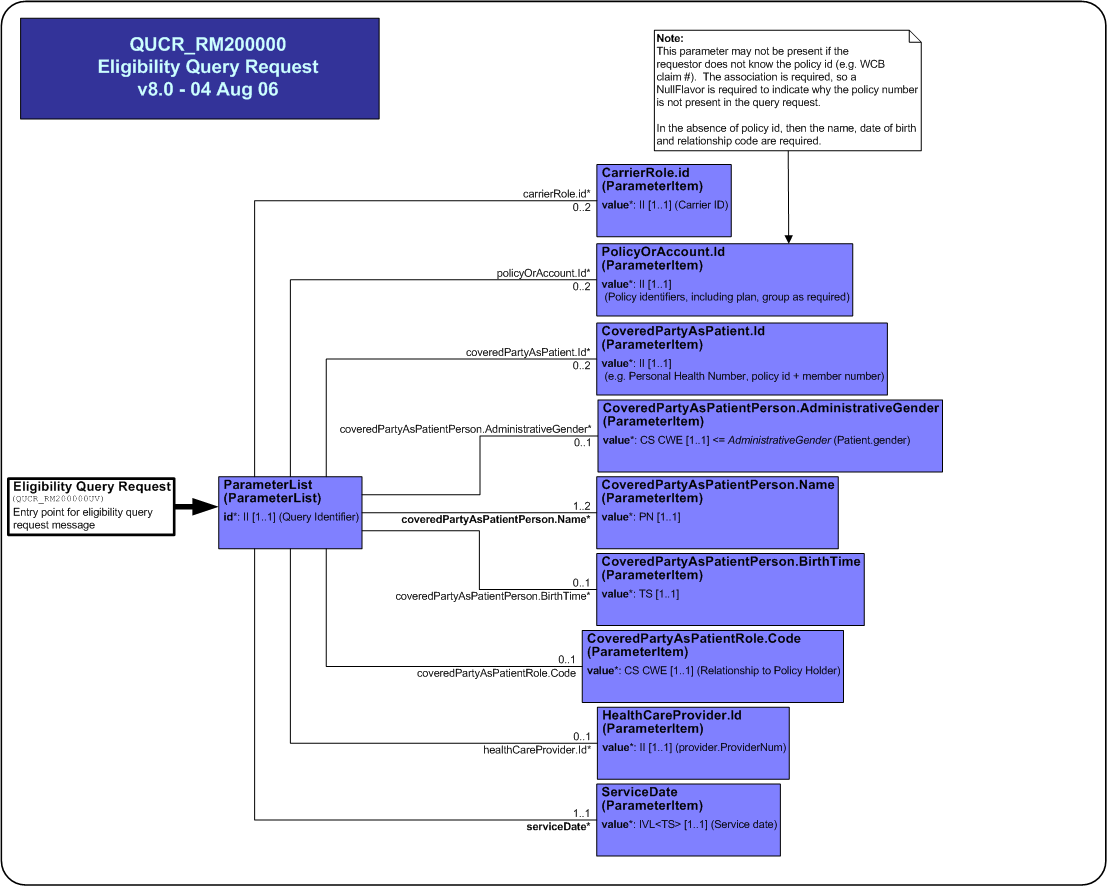 QUCR_RM200000
Eligibility Query Request
v8.0 - 04 Aug 06
Note:
This parameter may not be present if the
requestor does not know the policy id (e.g. WCB
claim #).  The association is required, so a
NullFlavor is required to indicate why the policy number
is not present in the query request.
In the absence of policy id, then the name, date of birth
and relationship code are required.
carrierRole.id*
0..2
CarrierRole.id
(ParameterItem)
value*: II [1..1] (Carrier ID)
policyOrAccount.Id*
0..2
PolicyOrAccount.Id
(ParameterItem)
value*: II [1..1]
(Policy identifiers, including plan, group as required)
coveredPartyAsPatient.Id*
0..2
CoveredPartyAsPatient.Id
(ParameterItem)
value*: II [1..1]
(e.g. Personal Health Number, policy id + member number)
coveredPartyAsPatientPerson.AdministrativeGender*
0..1
CoveredPartyAsPatientPerson.AdministrativeGender
(ParameterItem)
value*: CS CWE [1..1] <= AdministrativeGender (Patient.gender)
Eligibility Query Request
(QUCR_RM200000UV)
Entry point for eligibility query
request message
ParameterList
(ParameterList)
id*: II [1..1] (Query Identifier)
1..2
coveredPartyAsPatientPerson.Name*
CoveredPartyAsPatientPerson.Name
(ParameterItem)
value*: PN [1..1]
0..1
coveredPartyAsPatientPerson.BirthTime*
CoveredPartyAsPatientPerson.BirthTime
(ParameterItem)
value*: TS [1..1]
0..1
coveredPartyAsPatientRole.Code
CoveredPartyAsPatientRole.Code
(ParameterItem)
value*: CS CWE [1..1] (Relationship to Policy Holder)
0..1
healthCareProvider.Id*
HealthCareProvider.Id
(ParameterItem)
value*: II [1..1] (provider.ProviderNum)
1..1
serviceDate*
ServiceDate
(ParameterItem)
value*: IVL<TS> [1..1] (Service date)